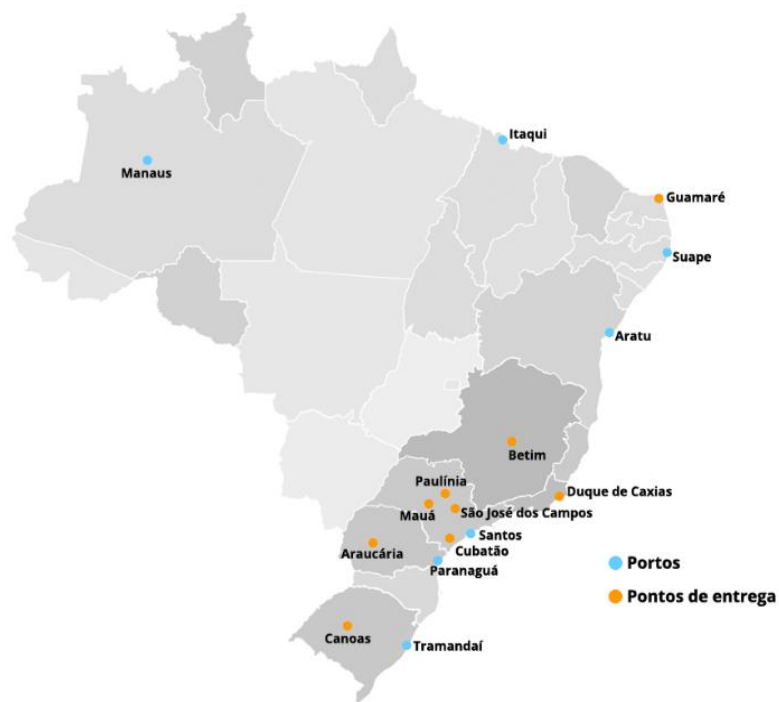 Itaqui
Manaus
Guamaré
Suape
Aratu
Betim
Paulínia
Duque de Caxias
Mauá
São José dos Campos
Santos
Araucária
Cubatão
Paranaguá
Portos
Pontos de entrega
Canoas
Tramandaí